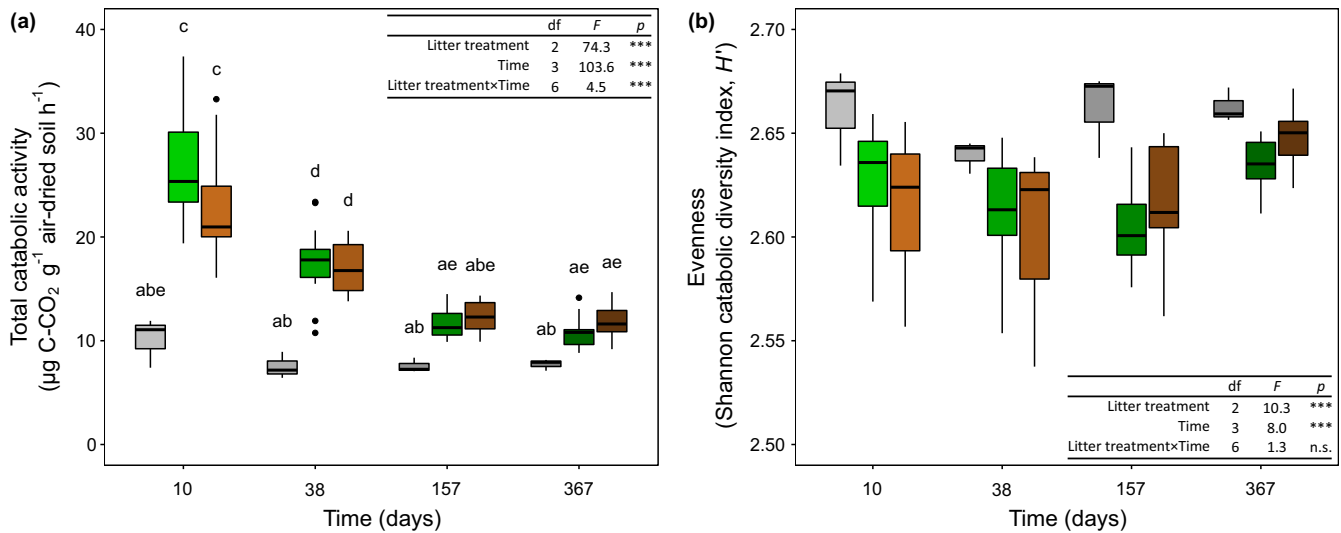 (a)
Total catabolic activity
(µg C-CO₂ g⁻¹ air-dried soil h⁻¹)
40
30
20
10
0
c
c
d
d
abe
ab
ab
ae
abe
ab
ae
ae
df F p
Litter treatment 2 74.3 ***
Time 3 103.6 ***
Litter treatment×Time 6 4.5 ***
10 38 157 367
Time (days)
(b)
Evenness
(Shannon catabolic diversity index, H')
2.70
2.65
2.60
2.55
2.50
df F p
Litter treatment 2 10.3 ***
Time 3 8.0 ***
Litter treatment×Time 6 1.3 n.s.
10 38 157 367
Time (days)